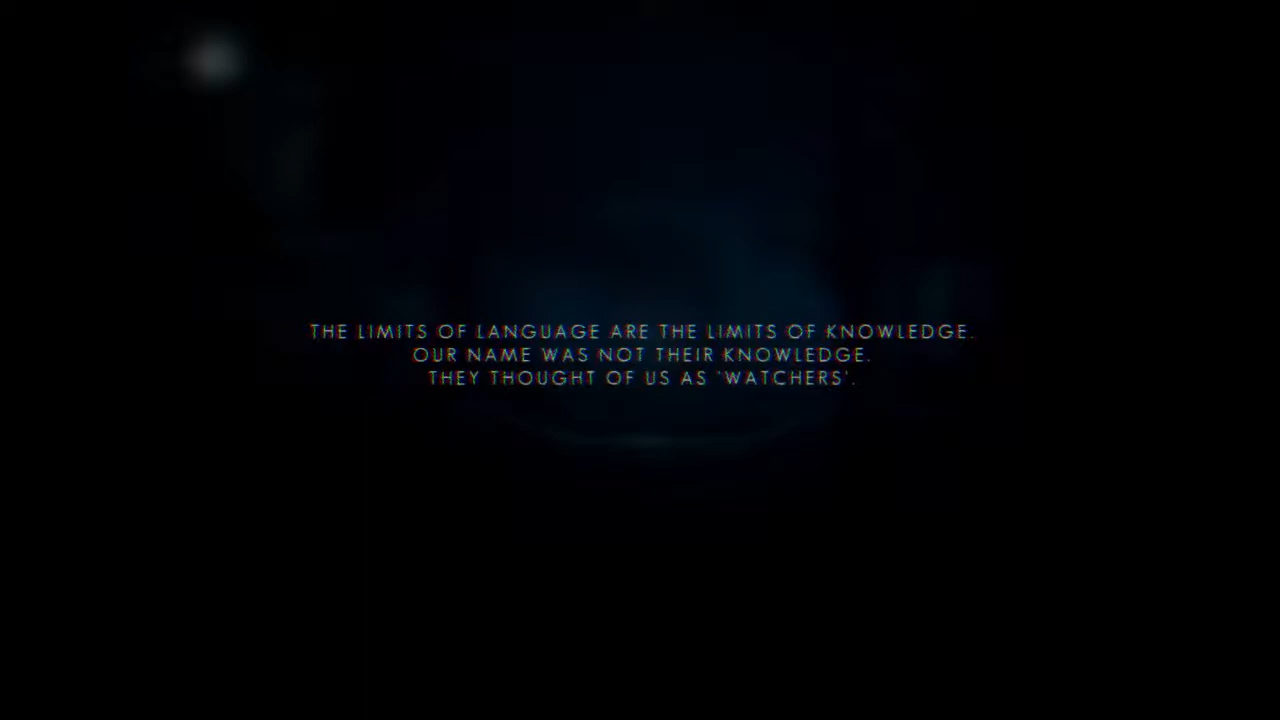 THE LIMITS OF LANGUAGE ARE THE LIMITS OF KNOWLEDGE.
OUR NAME WAS NOT THEIR KNOWLEDGE.
THEY THOUGHT OF US AS 'WATCHERS'.